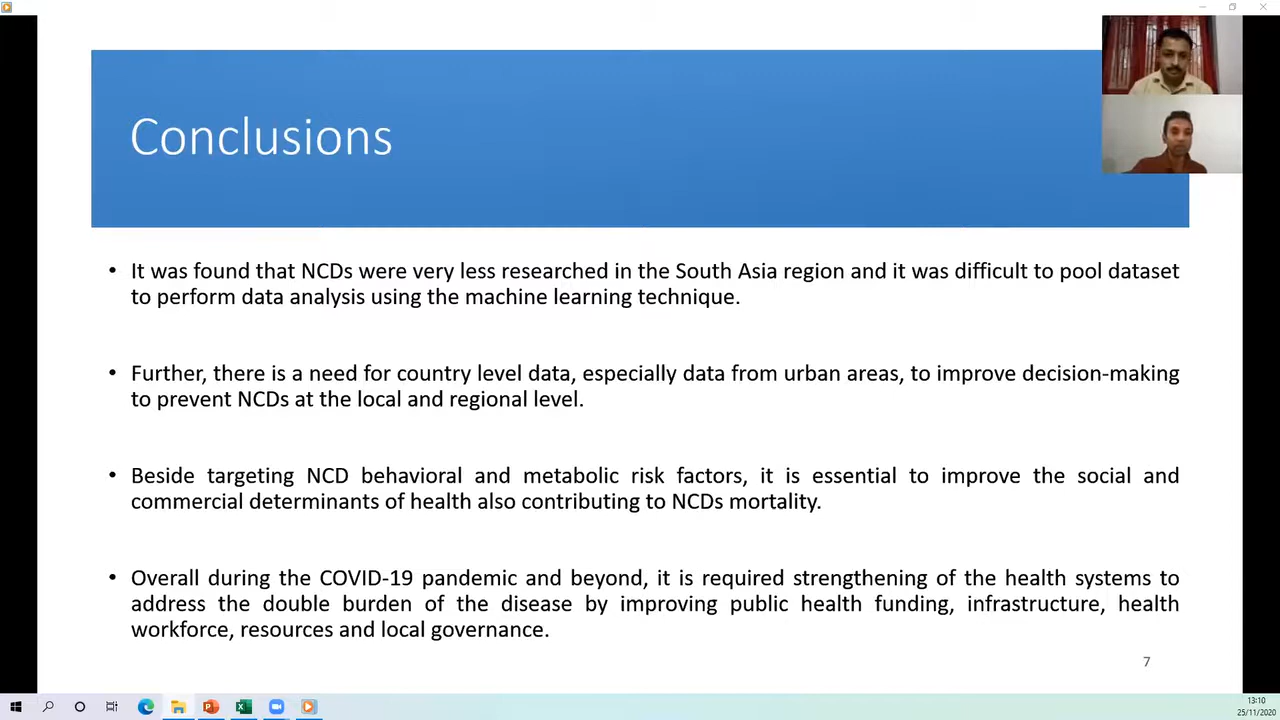 Conclusions
• It was found that NCDs were very less researched in the South Asia region and it was difficult to pool dataset
to perform data analysis using the machine learning technique.
• Further, there is a need for country level data, especially data from urban areas, to improve decision-making
to prevent NCDs at the local and regional level.
• Beside targeting NCD behavioral and metabolic risk factors, it is essential to improve the social and
commercial determinants of health also contributing to NCDs mortality.
• Overall during the COVID-19 pandemic and beyond, it is required strengthening of the health systems to
address the double burden of the disease by improving public health funding, infrastructure, health
workforce, resources and local governance.
7
13:10
25/11/2020